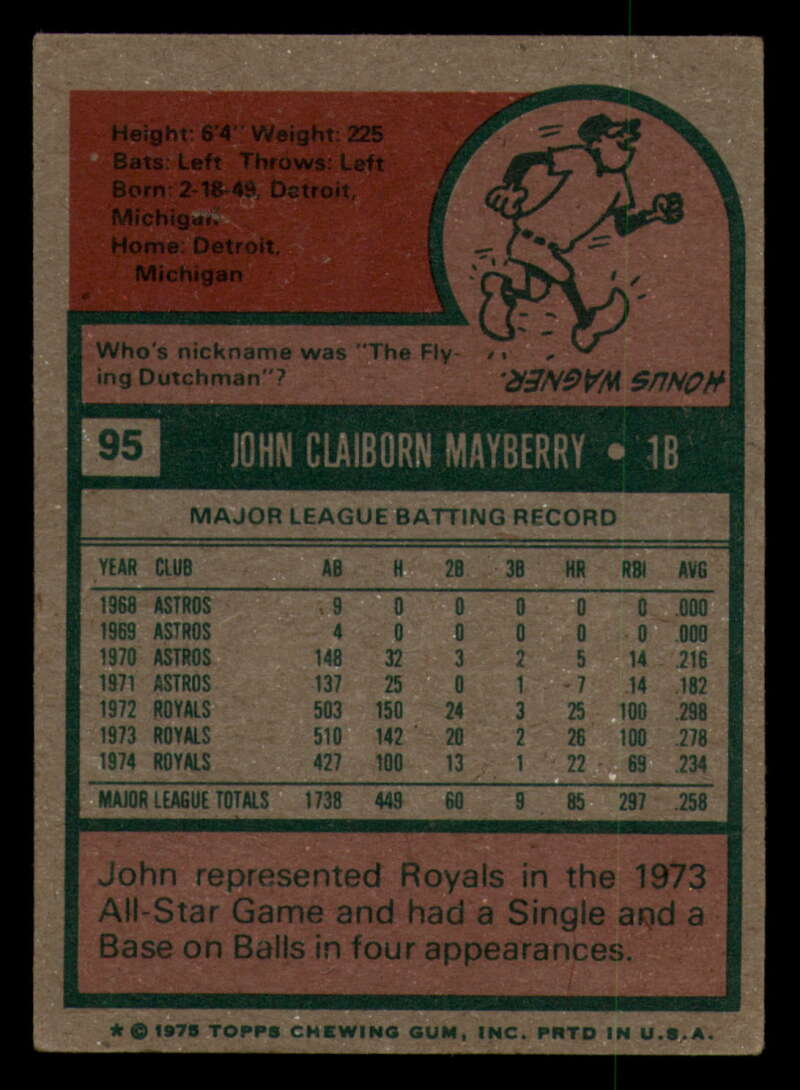 Height: 6'4" Weight: 225
Bats: Left Throws: Left
Born: 2-18-49, Detroit,
Michigan
Home: Detroit,
Michigan
Who's nickname was "The Fly-
ing Dutchman"?
HONUS WAGNER.
95 JOHN CLAIBORN MAYBERRY • 1B
MAJOR LEAGUE BATTING RECORD
YEAR CLUB AB H 2B 3B HR RBI AVG
1968 ASTROS 9 0 0 0 0 0 .000
1969 ASTROS 4 0 0 0 0 0 .000
1970 ASTROS 148 32 3 2 5 14 .216
1971 ASTROS 137 25 0 1 7 14 .182
1972 ROYALS 503 150 24 3 25 100 .298
1973 ROYALS 510 142 20 2 26 100 .278
1974 ROYALS 427 100 13 1 22 69 .234
MAJOR LEAGUE TOTALS 1738 449 60 9 85 297 .258
John represented Royals in the 1973
All-Star Game and had a Single and a
Base on Balls in four appearances.
* © 1975 TOPPS CHEWING GUM, INC. PRTD IN U.S.A.